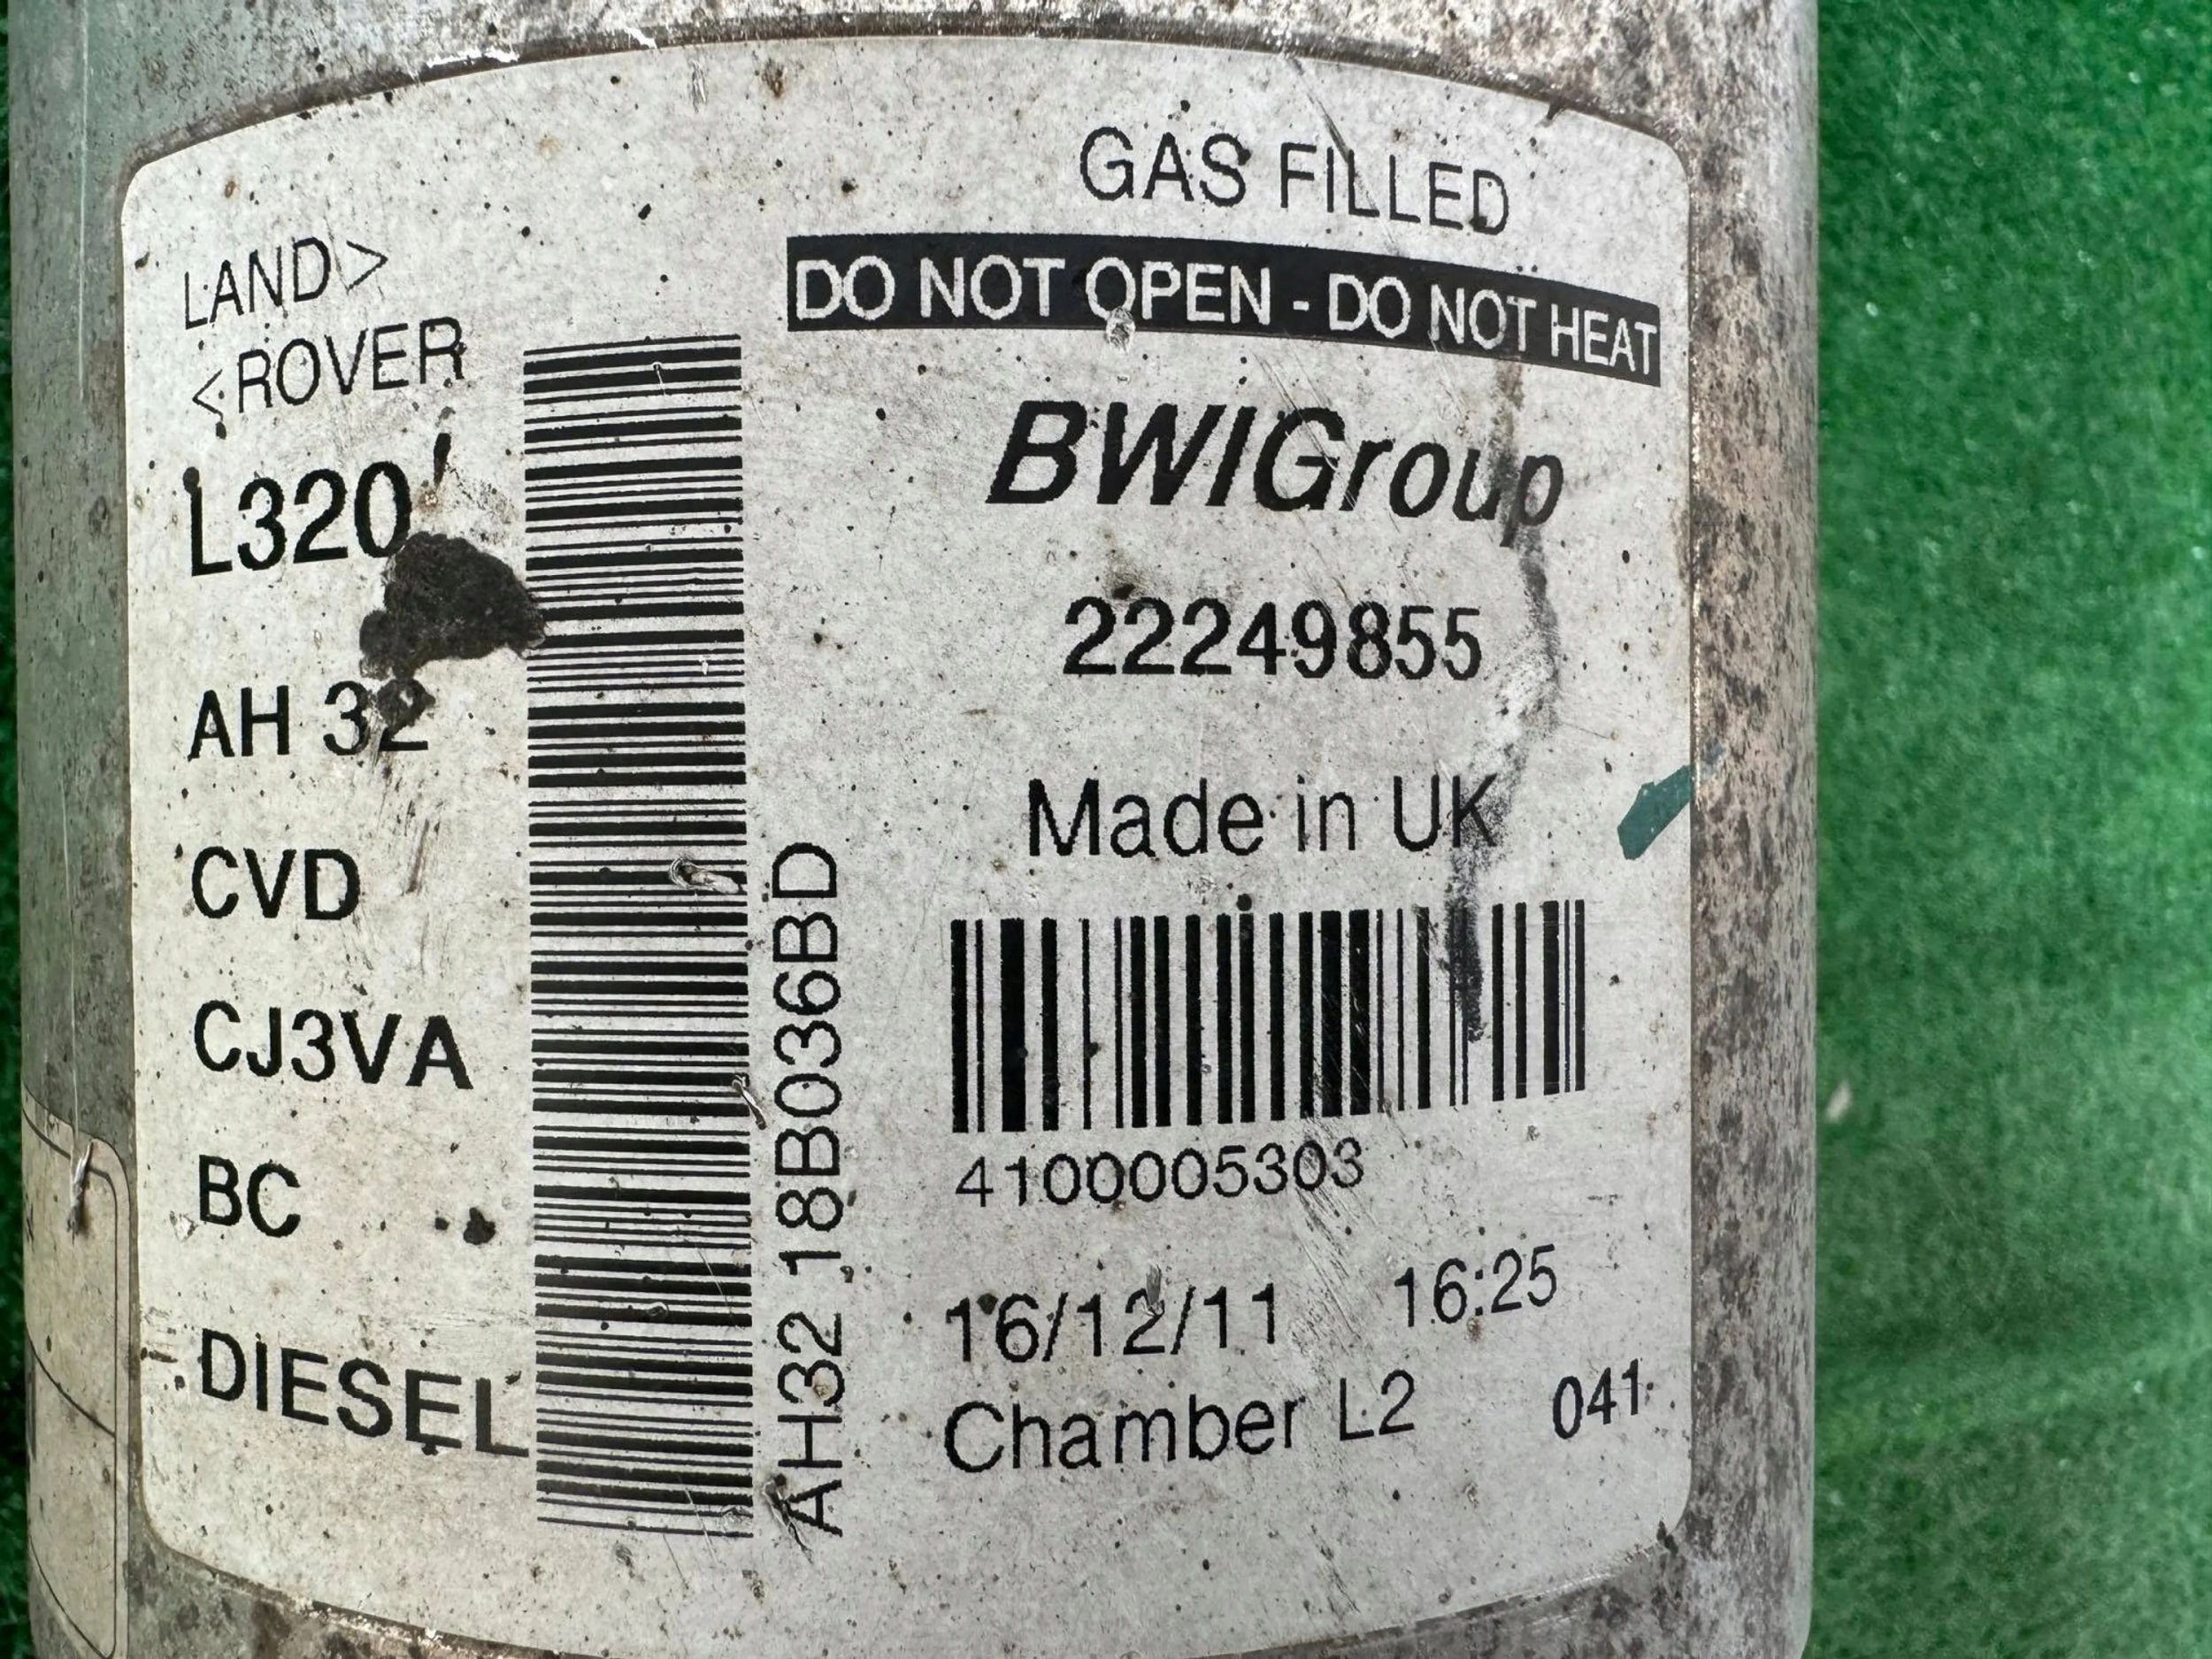 GAS FILLED
DO NOT OPEN - DO NOT HEAT
LAND>
<ROVER
L320
AH 32
CVD
CJ3VA
BC
DIESEL
AH32 18B036BD
BWIGroup
22249855
Made in UK
4100005303
16/12/11 16:25
Chamber L2 041